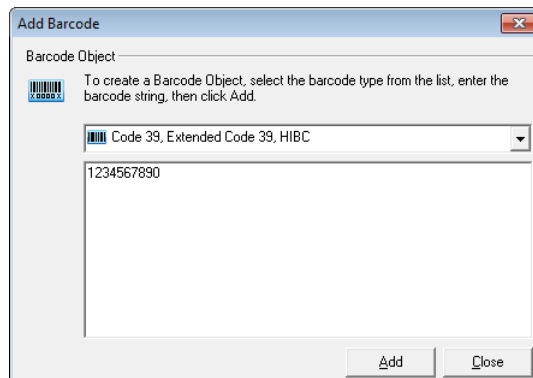 Add Barcode
Barcode Object
To create a Barcode Object, select the barcode type from the list, enter the
barcode string, then click Add.
Code 39, Extended Code 39, HIBC
1234567890
Add
Close